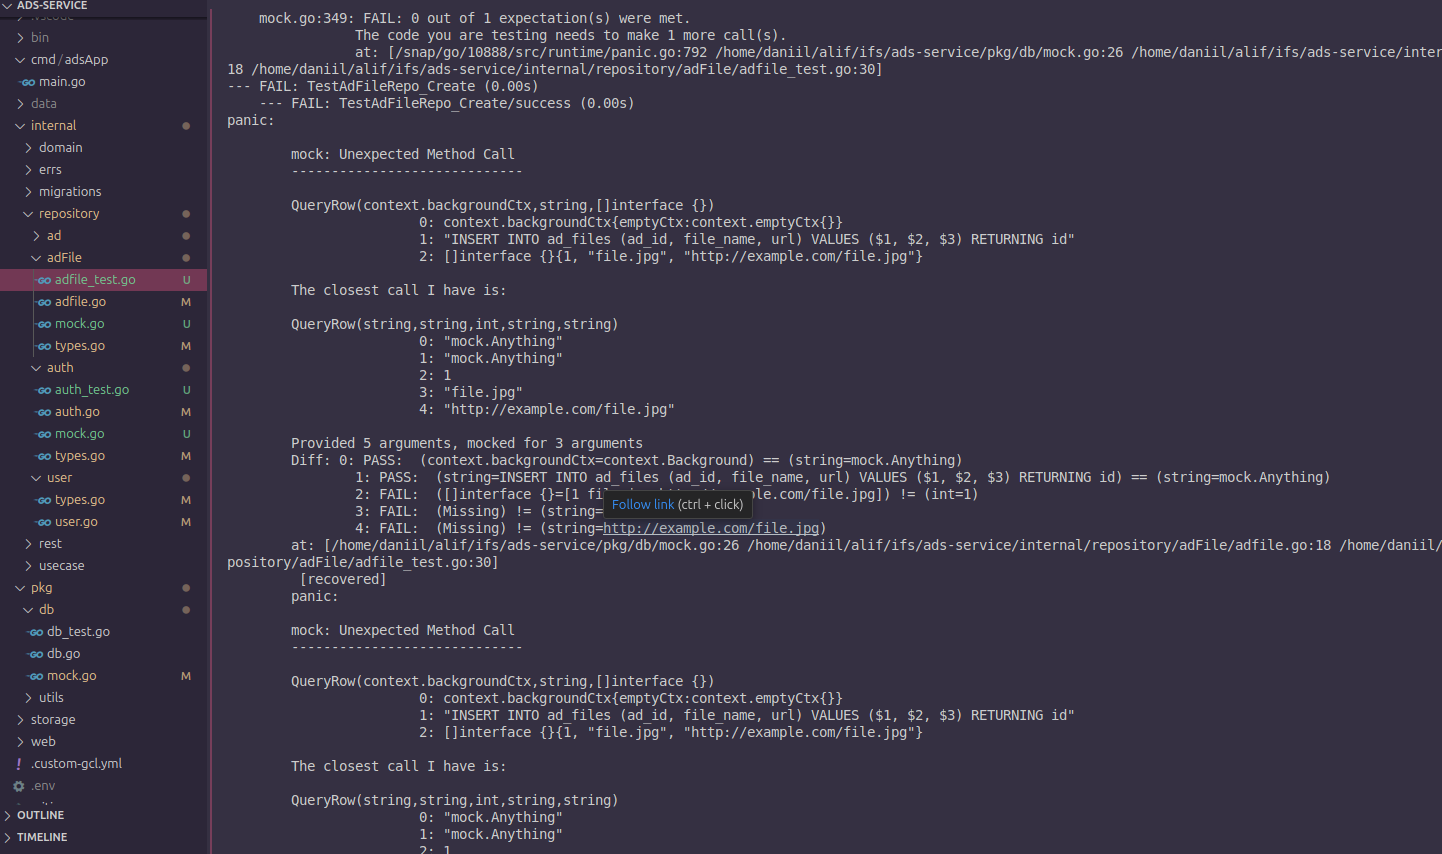 ADS-SERVICE
.vscode
bin
cmd/adsApp
main.go
data
internal
domain
errs
migrations
repository
ad
adFile
adfile_test.go U
adfile.go M
mock.go U
types.go M
auth
auth_test.go U
auth.go M
mock.go U
types.go M
user
types.go M
user.go M
rest
usecase
pkg
db
db_test.go
db.go
mock.go M
utils
storage
web
.custom-gcl.yml
.env
OUTLINE
TIMELINE
mock.go:349: FAIL: 0 out of 1 expectation(s) were met.
The code you are testing needs to make 1 more call(s).
at: [/snap/go/10888/src/runtime/panic.go:792 /home/daniil/alif/ifs/ads-service/pkg/db/mock.go:26 /home/daniil/alif/ifs/ads-service/inter
18 /home/daniil/alif/ifs/ads-service/internal/repository/adFile/adfile_test.go:30]
--- FAIL: TestAdFileRepo_Create (0.00s)
--- FAIL: TestAdFileRepo_Create/success (0.00s)
panic:
mock: Unexpected Method Call
-----------------------------
QueryRow(context.backgroundCtx,string,[]interface {})
0: context.backgroundCtx{emptyCtx:context.emptyCtx{}}
1: "INSERT INTO ad_files (ad_id, file_name, url) VALUES ($1, $2, $3) RETURNING id"
2: []interface {}{1, "file.jpg", "http://example.com/file.jpg"}
The closest call I have is:
QueryRow(string,string,int,string,string)
0: "mock.Anything"
1: "mock.Anything"
2: 1
3: "file.jpg"
4: "http://example.com/file.jpg"
Provided 5 arguments, mocked for 3 arguments
Diff: 0: PASS:  (context.backgroundCtx=context.Background) == (string=mock.Anything)
1: PASS:  (string=INSERT INTO ad_files (ad_id, file_name, url) VALUES ($1, $2, $3) RETURNING id) == (string=mock.Anything)
2: FAIL:  ([]interface {}=[1 fil ple.com/file.jpg]) != (int=1)
Follow link (ctrl + click)
3: FAIL:  (Missing) != (string=
4: FAIL:  (Missing) != (string=http://example.com/file.jpg)
at: [/home/daniil/alif/ifs/ads-service/pkg/db/mock.go:26 /home/daniil/alif/ifs/ads-service/internal/repository/adFile/adfile.go:18 /home/daniil/
pository/adFile/adfile_test.go:30]
[recovered]
panic:
mock: Unexpected Method Call
-----------------------------
QueryRow(context.backgroundCtx,string,[]interface {})
0: context.backgroundCtx{emptyCtx:context.emptyCtx{}}
1: "INSERT INTO ad_files (ad_id, file_name, url) VALUES ($1, $2, $3) RETURNING id"
2: []interface {}{1, "file.jpg", "http://example.com/file.jpg"}
The closest call I have is:
QueryRow(string,string,int,string,string)
0: "mock.Anything"
1: "mock.Anything"
2: 1